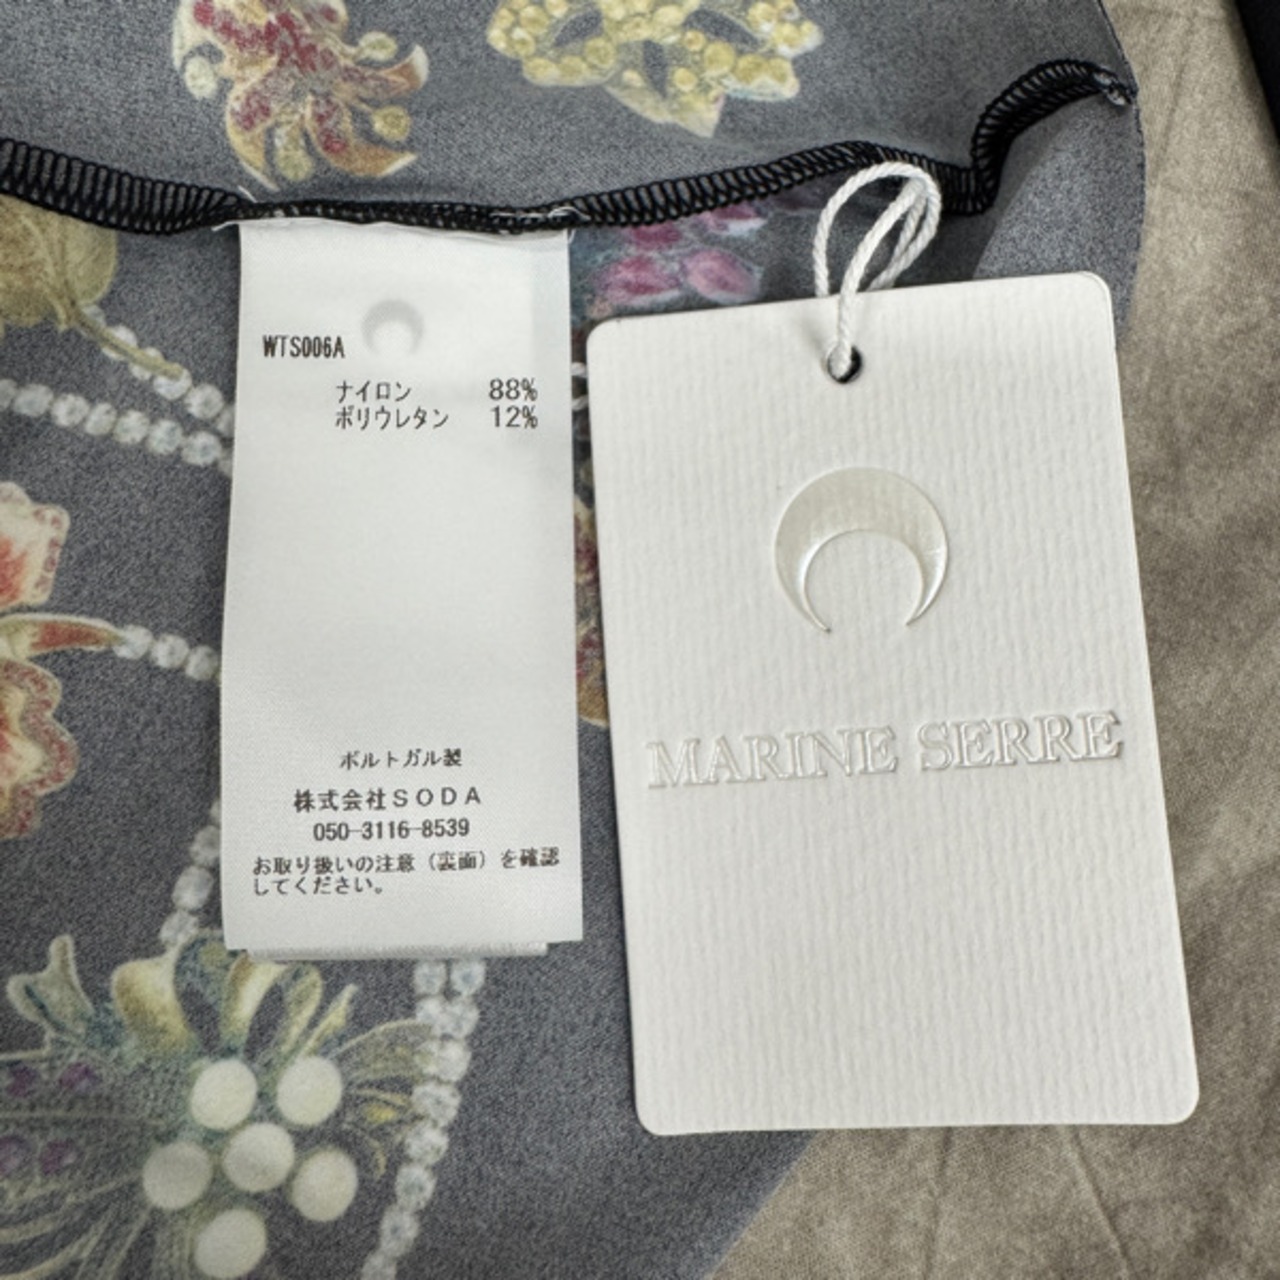 WTS006A
ナイロン 88%
ポリウレタン 12%
ポルトガル製
株式会社SODA
050-3116-8539
お取り扱いの注意(裏面)を確認
してください。
MARINE SERRE